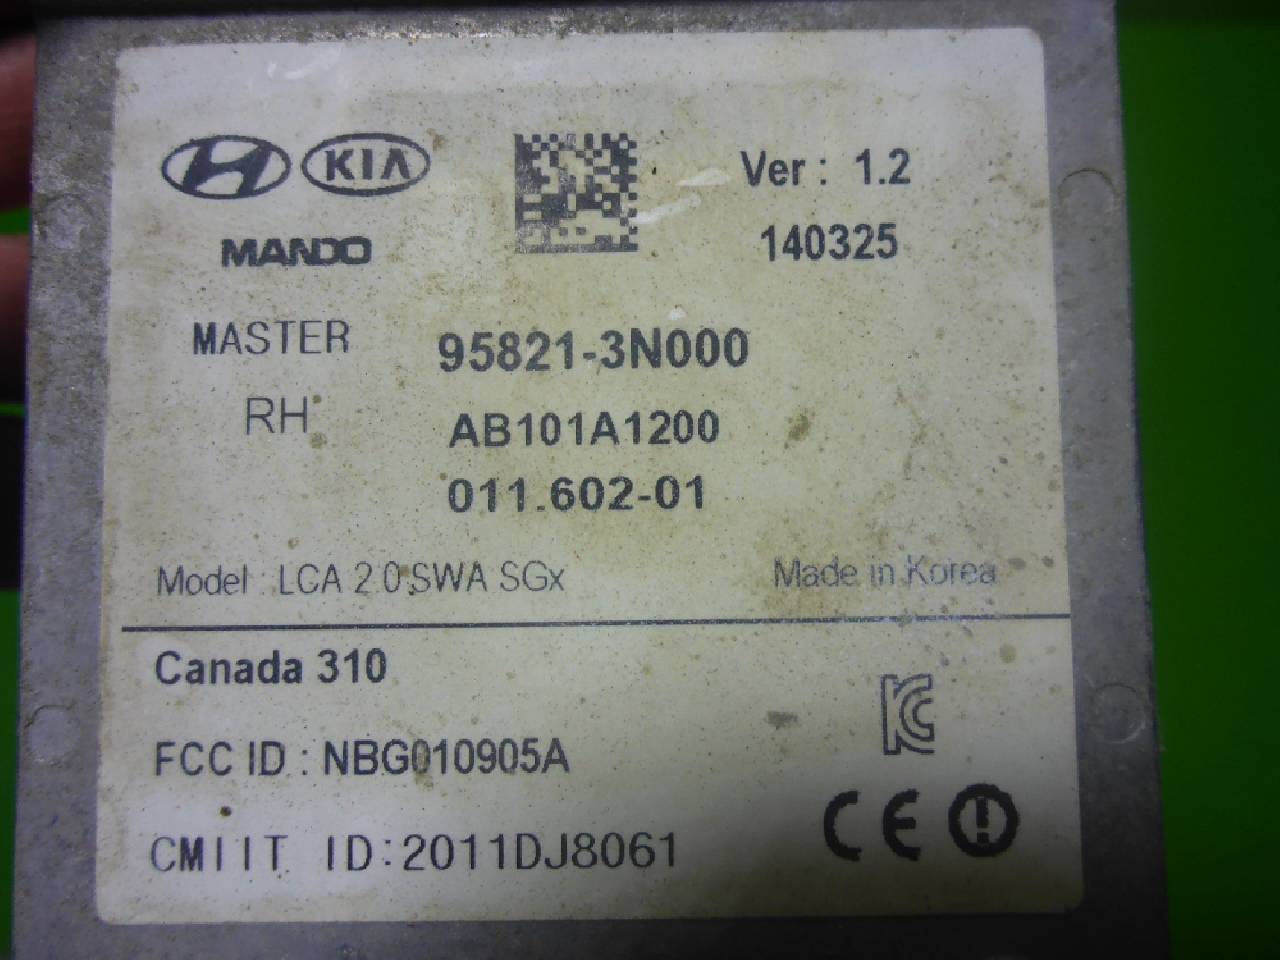 KIA
MANDO
Ver : 1.2
140325
MASTER 95821-3N000
RH AB101A1200
011.602-01
Model : LCA 2.0 SWA SGx Made in Korea
Canada 310
FCC ID : NBG010905A
CMIIT ID:2011DJ8061
CE